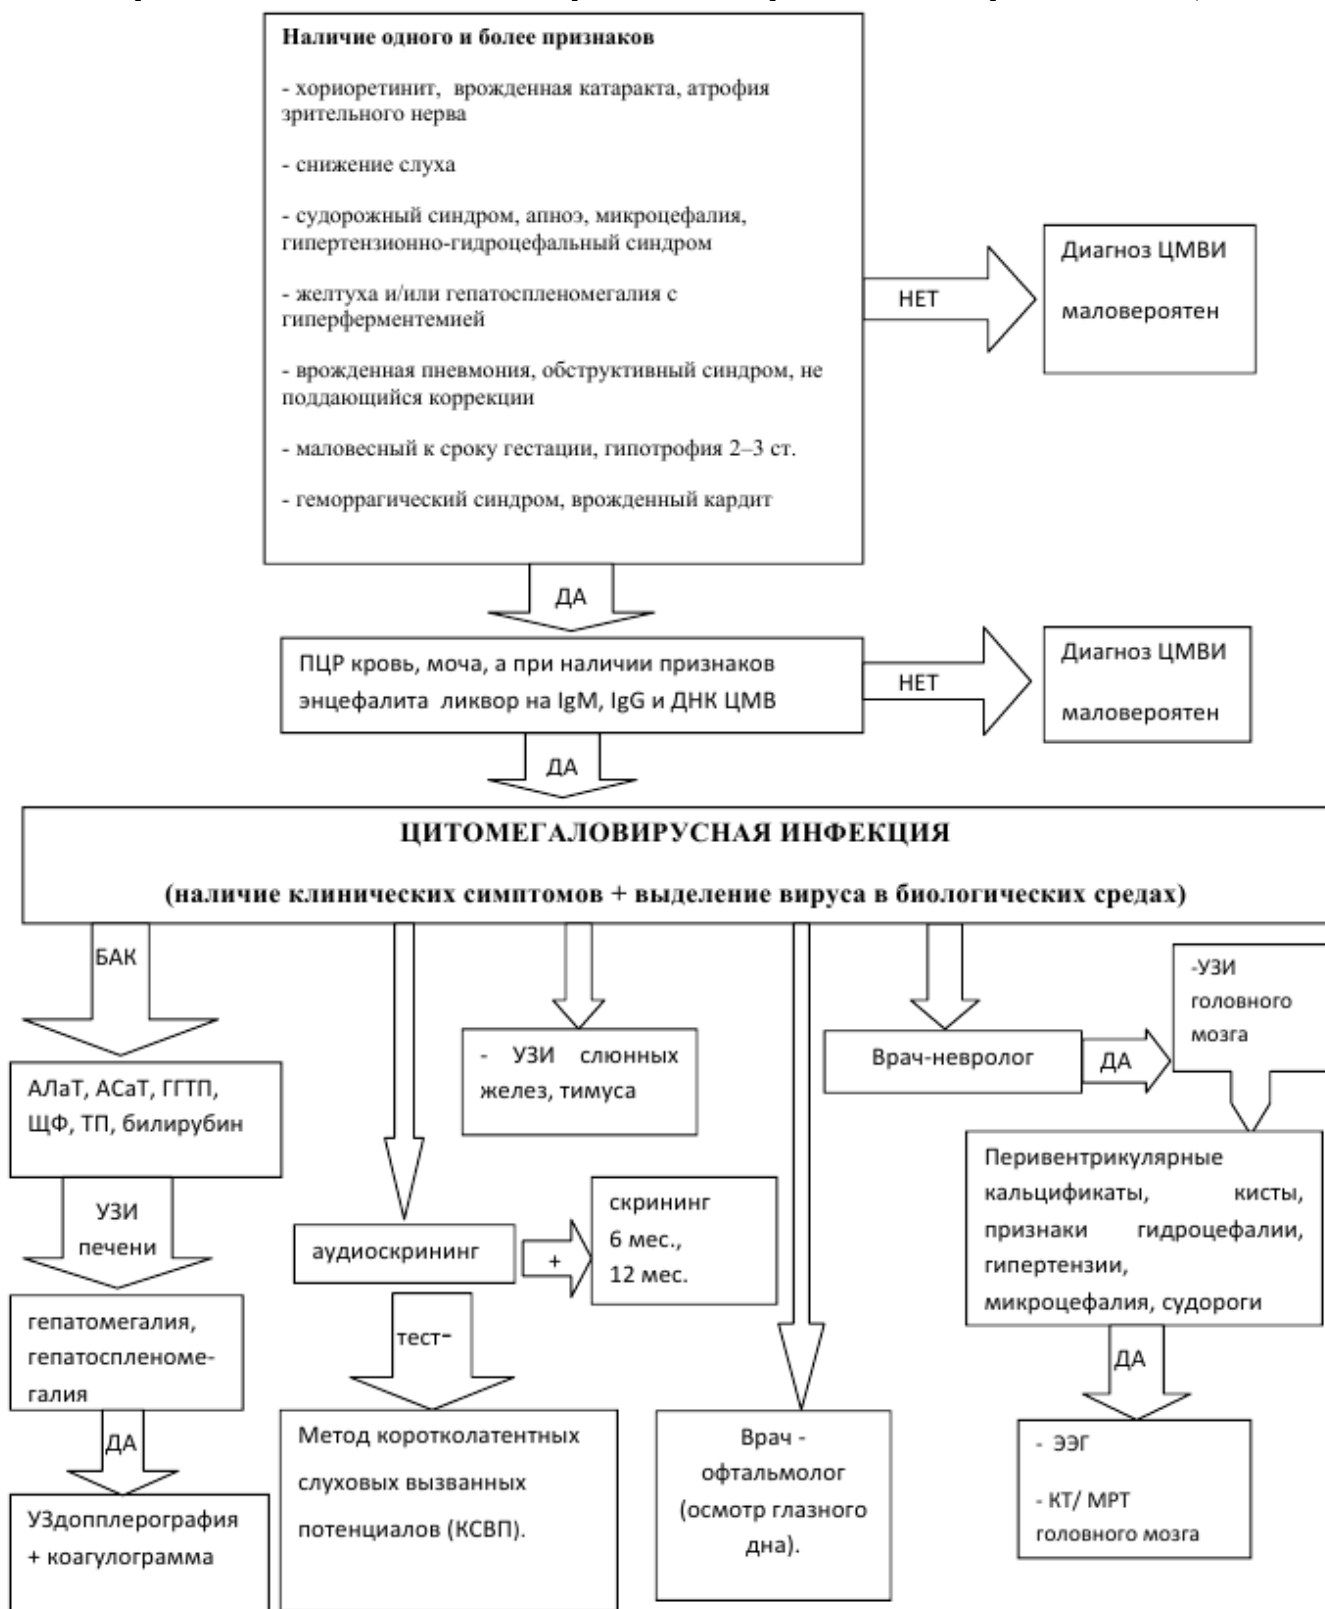 Наличие одного и более признаков
- хориоретинит, врожденная катаракта, атрофия
зрительного нерва
- снижение слуха
- судорожный синдром, апноэ, микроцефалия,
гипертензионно-гидроцефальный синдром
- желтуха и/или гепатоспленомегалия с
гиперферментемией
- врожденная пневмония, обструктивный синдром, не
поддающийся коррекции
- маловесный к сроку гестации, гипотрофия 2–3 ст.
- геморрагический синдром, врожденный кардит
НЕТ
Диагноз ЦМВИ
маловероятен
ДА
ПЦР кровь, моча, а при наличии признаков
энцефалита ликвор на IgM, IgG и ДНК ЦМВ
НЕТ
Диагноз ЦМВИ
маловероятен
ДА
ЦИТОМЕГАЛОВИРУСНАЯ ИНФЕКЦИЯ
(наличие клинических симптомов + выделение вируса в биологических средах)
БАК
АЛаТ, АСаТ, ГГТП,
ЩФ, ТП, билирубин
УЗИ
печени
гепатомегалия,
гепатоспленоме-
галия
ДА
УЗдопплерография
+ коагулограмма
аудиоскрининг
+
скрининг
6 мес.,
12 мес.
тест-
Метод коротколатентных
слуховых вызванных
потенциалов (КСВП).
- УЗИ слюнных
желез, тимуса
Врач -
офтальмолог
(осмотр глазного
дна).
Врач-невролог
ДА
-УЗИ
головного
мозга
Перивентрикулярные
кальцификаты, кисты,
признаки гидроцефалии,
гипертензии,
микроцефалия, судороги
ДА
- ЭЭГ
- КТ/ МРТ
головного мозга